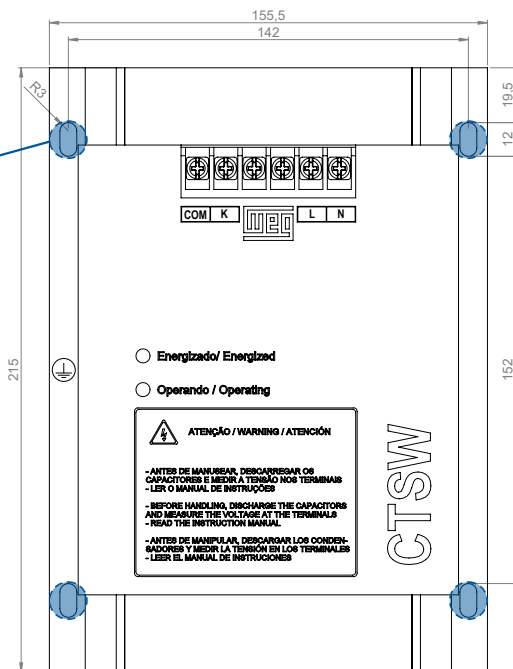 155,5
142
R3
19.5
12
COM K L N
WEG
Energizado/ Energized
215
152
Operando / Operating
ATENÇÃO / WARNING / ATENCIÓN
CTSW
- ANTES DE MANUSEAR, DESCARREGAR OS
CAPACITORES E MEDIR A TENSÃO NOS TERMINAIS
- LER O MANUAL DE INSTRUÇÕES
- BEFORE HANDLING, DISCHARGE THE CAPACITORS
AND MEASURE THE VOLTAGE AT THE TERMINALS
- READ THE INSTRUCTION MANUAL
- ANTES DE MANIPULAR, DESCARGAR LOS CONDEN-
SADORES Y MEDIR LA TENSIÓN EN LOS TERMINALES
- LEER EL MANUAL DE INSTRUCIONES